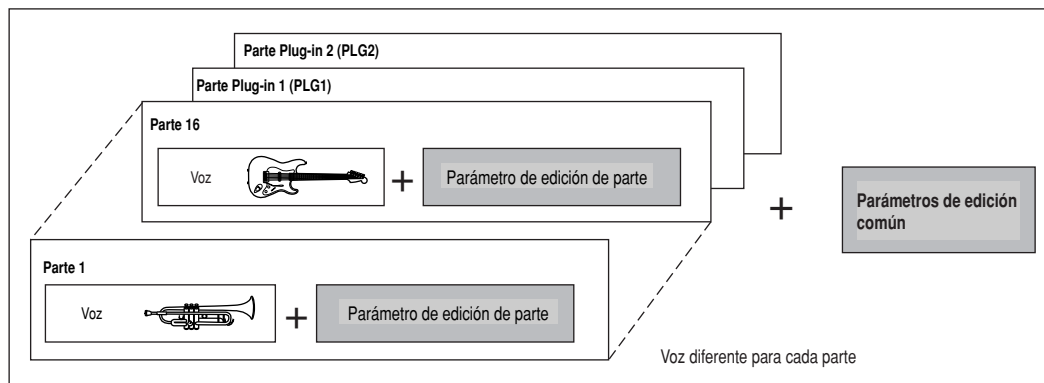 Parte Plug-in 2 (PLG2)
Parte Plug-in 1 (PLG1)
Parte 16
Voz
+
Parámetro de edición de parte
+
Parámetros de edición
común
Parte 1
Voz
+
Parámetro de edición de parte
Voz diferente para cada parte